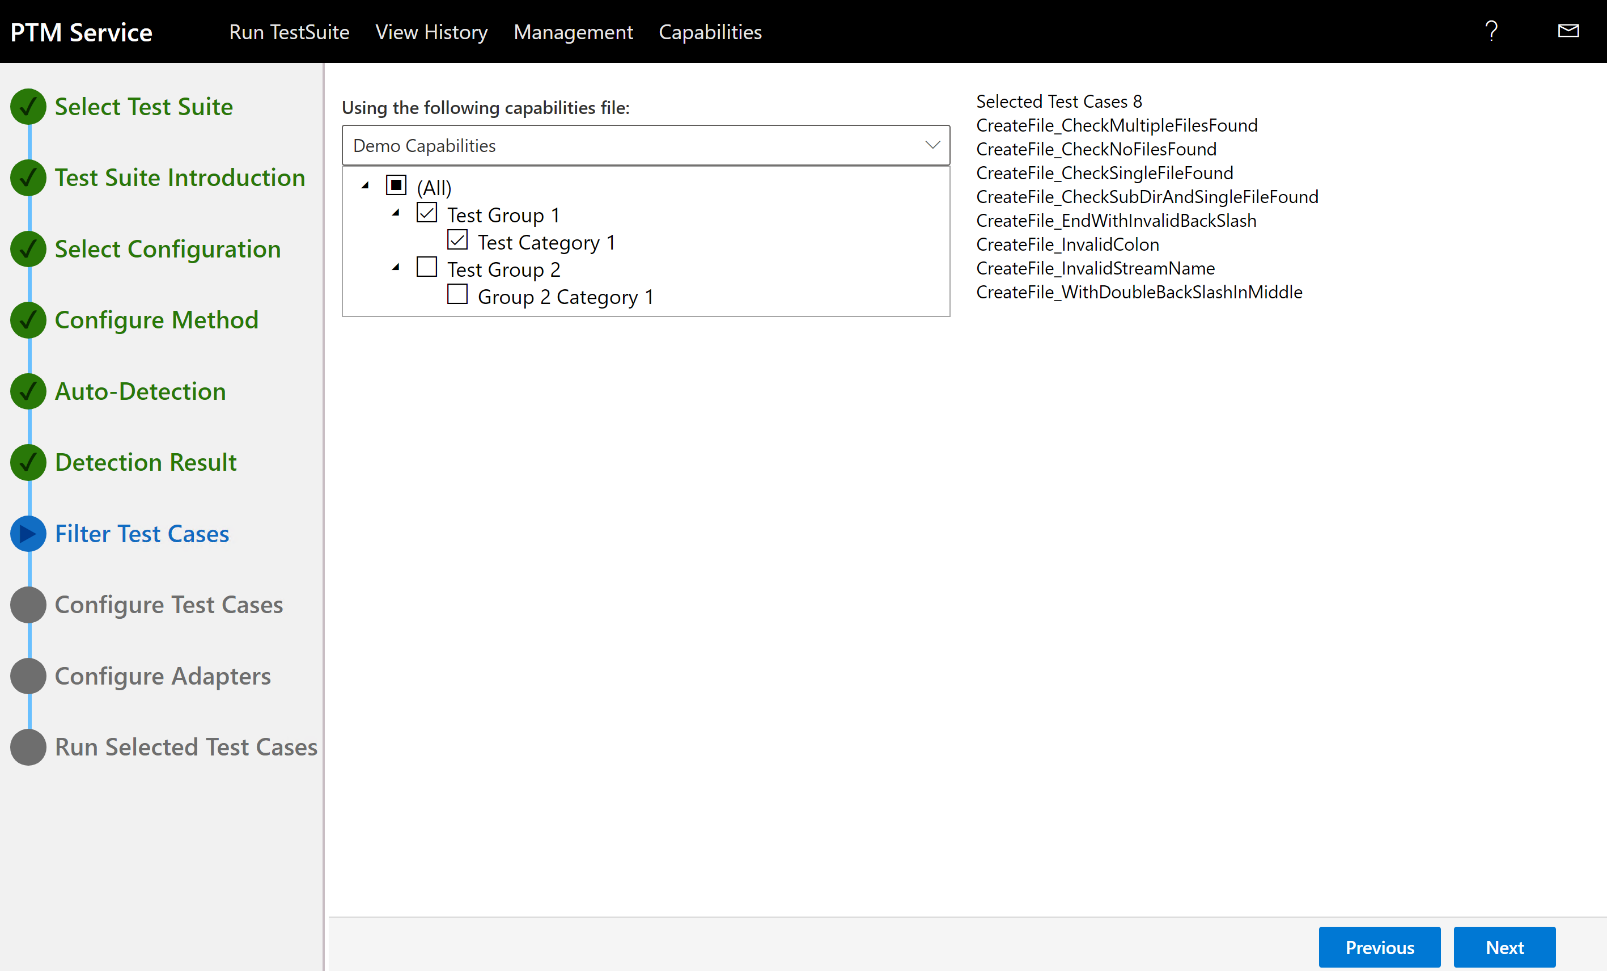 PTM Service
Run TestSuite
View History
Management
Capabilities
?
Select Test Suite
Test Suite Introduction
Select Configuration
Configure Method
Auto-Detection
Detection Result
Filter Test Cases
Configure Test Cases
Configure Adapters
Run Selected Test Cases
Using the following capabilities file:
Demo Capabilities
(All)
Test Group 1
Test Category 1
Test Group 2
Group 2 Category 1
Selected Test Cases 8
CreateFile_CheckMultipleFilesFound
CreateFile_CheckNoFilesFound
CreateFile_CheckSingleFileFound
CreateFile_CheckSubDirAndSingleFileFound
CreateFile_EndWithInvalidBackSlash
CreateFile_InvalidColon
CreateFile_InvalidStreamName
CreateFile_WithDoubleBackSlashInMiddle
Previous
Next